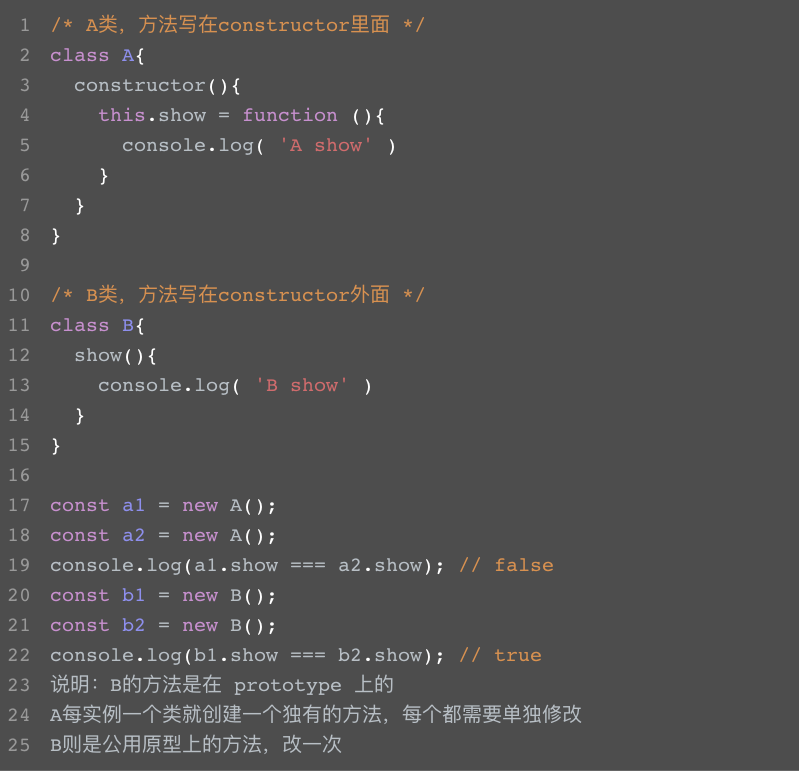 1 /* A类，方法写在constructor里面 */
2 class A{
3   constructor(){
4     this.show = function (){
5       console.log( 'A show' )
6     }
7   }
8 }
9
10 /* B类，方法写在constructor外面 */
11 class B{
12   show(){
13     console.log( 'B show' )
14   }
15 }
16
17 const a1 = new A();
18 const a2 = new A();
19 console.log(a1.show === a2.show); // false
20 const b1 = new B();
21 const b2 = new B();
22 console.log(b1.show === b2.show); // true
23 说明：B的方法是在 prototype 上的
24 A每实例一个类就创建一个独有的方法，每个都需要单独修改
25 B则是公用原型上的方法，改一次